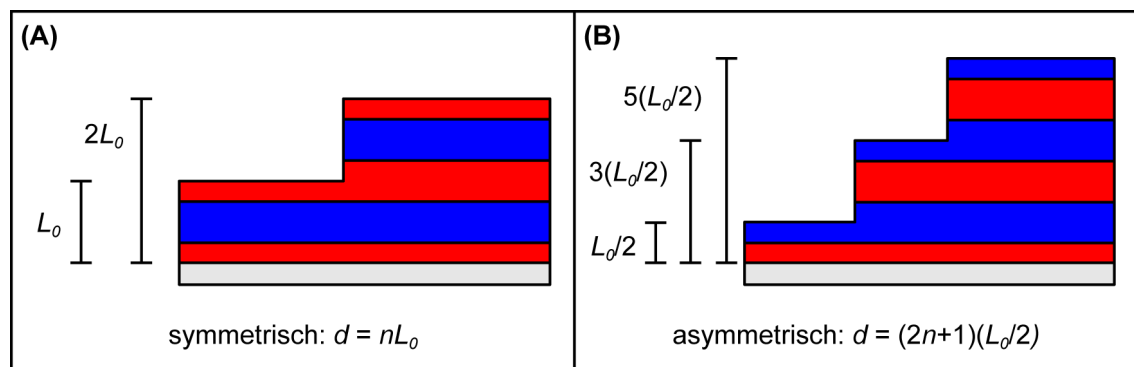 (A)
2L₀
L₀
symmetrisch: d = nL₀
(B)
5(L₀/2)
3(L₀/2)
L₀/2
asymmetrisch: d = (2n+1)(L₀/2)